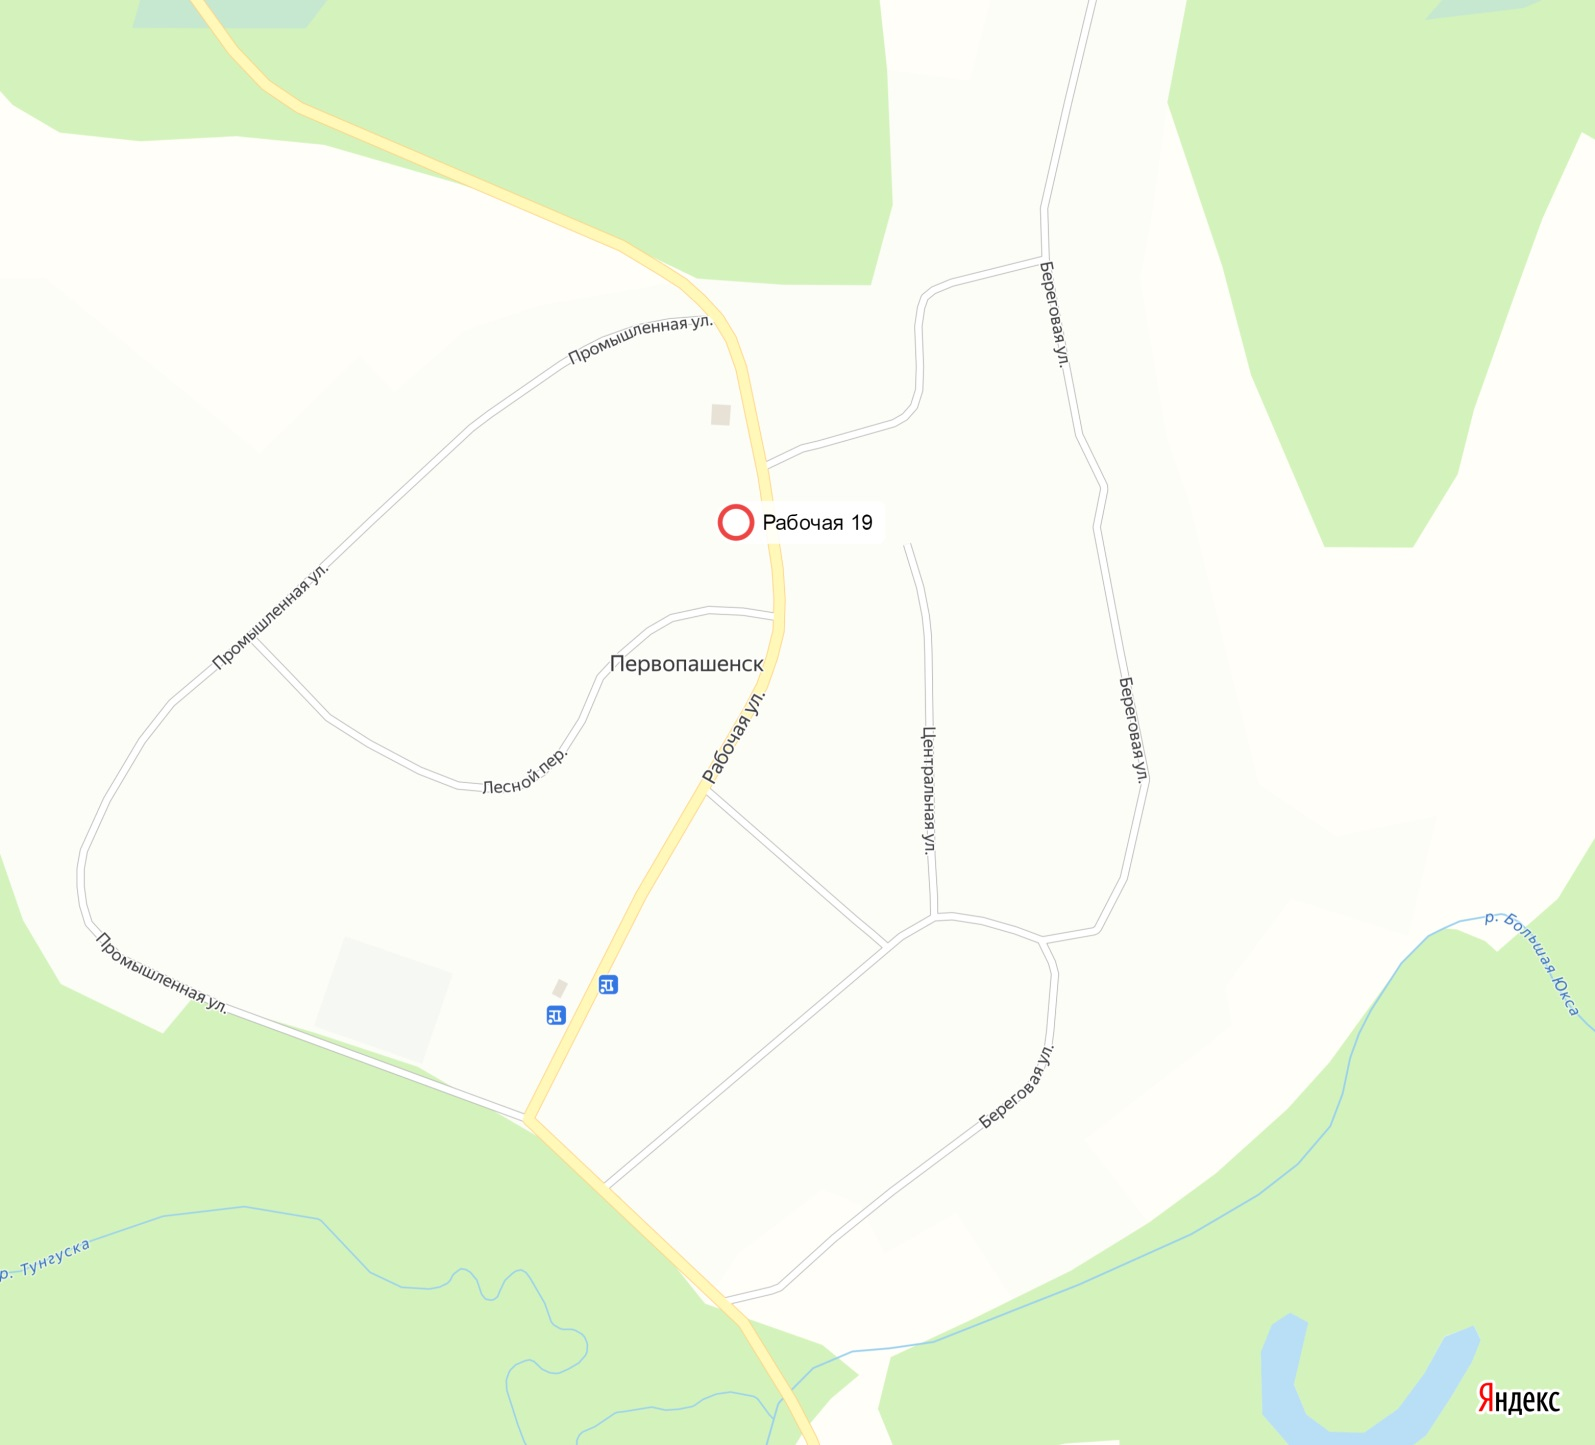 Береговая ул.
Промышленная ул.
Рабочая 19
Промышленная ул.
Первопашенск
Рабочая ул.
Береговая ул.
Лесной пер.
Центральная ул.
р. Большая Юкса
Промышленная ул.
Береговая ул.
р. Тунгуска
Яндекс